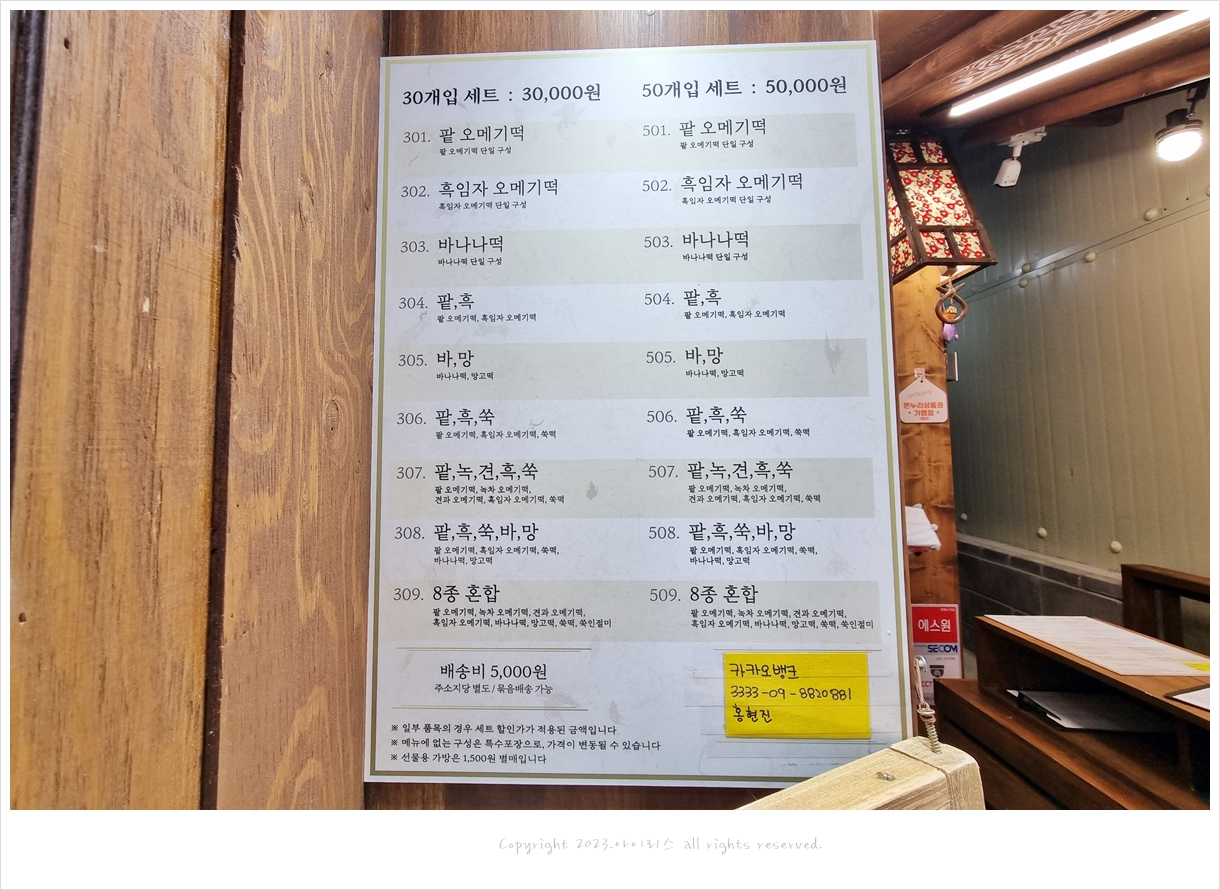 30개입 세트 : 30,000원
301. 팥 오메기떡
팥 오메기떡 단일 구성
302. 흑임자 오메기떡
흑임자 오메기떡 단일 구성
303. 바나나떡
바나나떡 단일 구성
304. 팥,흑
팥 오메기떡, 흑임자 오메기떡
305. 바,망
바나나떡, 망고떡
306. 팥,흑,쑥
팥 오메기떡, 흑임자 오메기떡, 쑥떡
307. 팥,녹,견,흑,쑥
팥 오메기떡, 녹차 오메기떡,
견과 오메기떡, 흑임자 오메기떡, 쑥떡
308. 팥,흑,쑥,바,망
팥 오메기떡, 흑임자 오메기떡, 쑥떡,
바나나떡, 망고떡
309. 8종 혼합
팥 오메기떡, 녹차 오메기떡, 견과 오메기떡,
흑임자 오메기떡, 바나나떡, 망고떡, 쑥떡, 쑥인절미
50개입 세트 : 50,000원
501. 팥 오메기떡
팥 오메기떡 단일 구성
502. 흑임자 오메기떡
흑임자 오메기떡 단일 구성
503. 바나나떡
바나나떡 단일 구성
504. 팥,흑
팥 오메기떡, 흑임자 오메기떡
505. 바,망
바나나떡, 망고떡
506. 팥,흑,쑥
팥 오메기떡, 흑임자 오메기떡, 쑥떡
507. 팥,녹,견,흑,쑥
팥 오메기떡, 녹차 오메기떡,
견과 오메기떡, 흑임자 오메기떡, 쑥떡
508. 팥,흑,쑥,바,망
팥 오메기떡, 흑임자 오메기떡, 쑥떡,
바나나떡, 망고떡
509. 8종 혼합
팥 오메기떡, 녹차 오메기떡, 견과 오메기떡,
흑임자 오메기떡, 바나나떡, 망고떡, 쑥떡, 쑥인절미
배송비 5,000원
주소지당 별도 / 묶음배송 가능
카카오뱅크
3333-09-8820881
홍현진
※ 일부 품목의 경우 세트 할인가가 적용된 금액입니다
※ 메뉴에 없는 구성은 특수포장으로, 가격이 변동될 수 있습니다
※ 선물용 가방은 1,500원 별매입니다
온누리상품권
가맹점
에스원
SECOM
Copyright 2023.아이리스 all rights reserved.